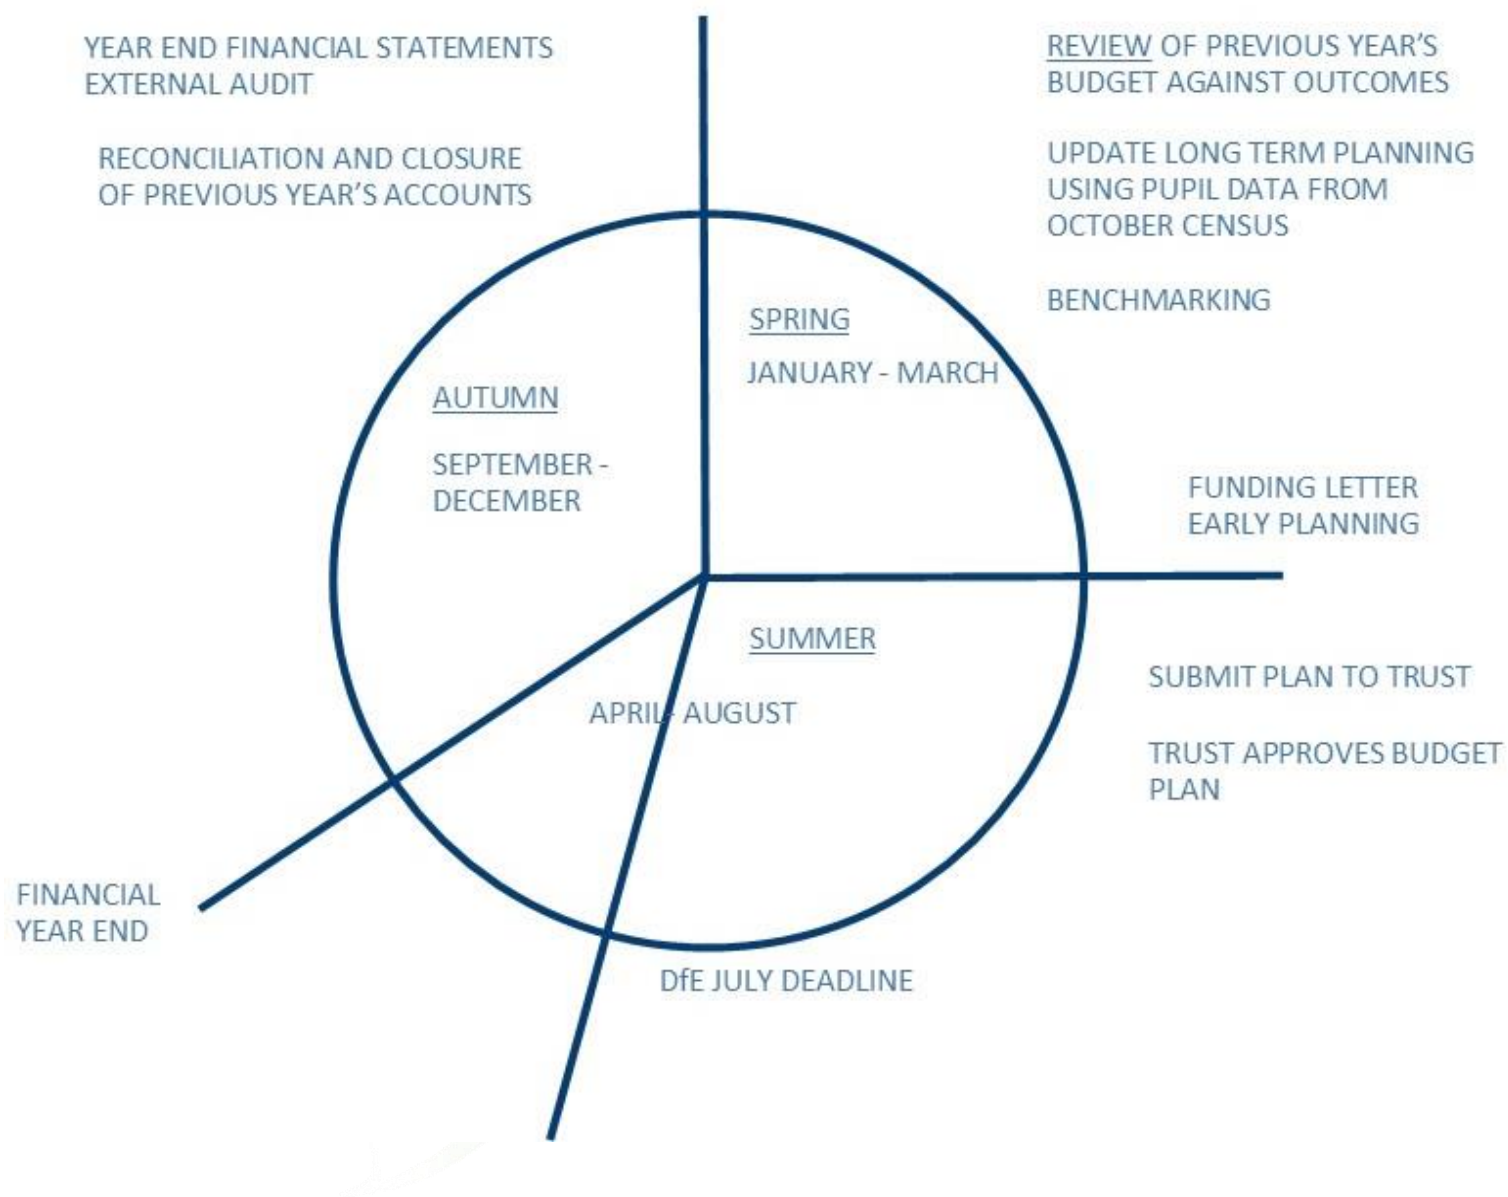 YEAR END FINANCIAL STATEMENTS
EXTERNAL AUDIT
RECONCILIATION AND CLOSURE
OF PREVIOUS YEAR'S ACCOUNTS
REVIEW OF PREVIOUS YEAR'S
BUDGET AGAINST OUTCOMES
UPDATE LONG TERM PLANNING
USING PUPIL DATA FROM
OCTOBER CENSUS
BENCHMARKING
SPRING
JANUARY - MARCH
AUTUMN
SEPTEMBER -
DECEMBER
FUNDING LETTER
EARLY PLANNING
SUMMER
APRIL- AUGUST
SUBMIT PLAN TO TRUST
TRUST APPROVES BUDGET
PLAN
FINANCIAL
YEAR END
DfE JULY DEADLINE